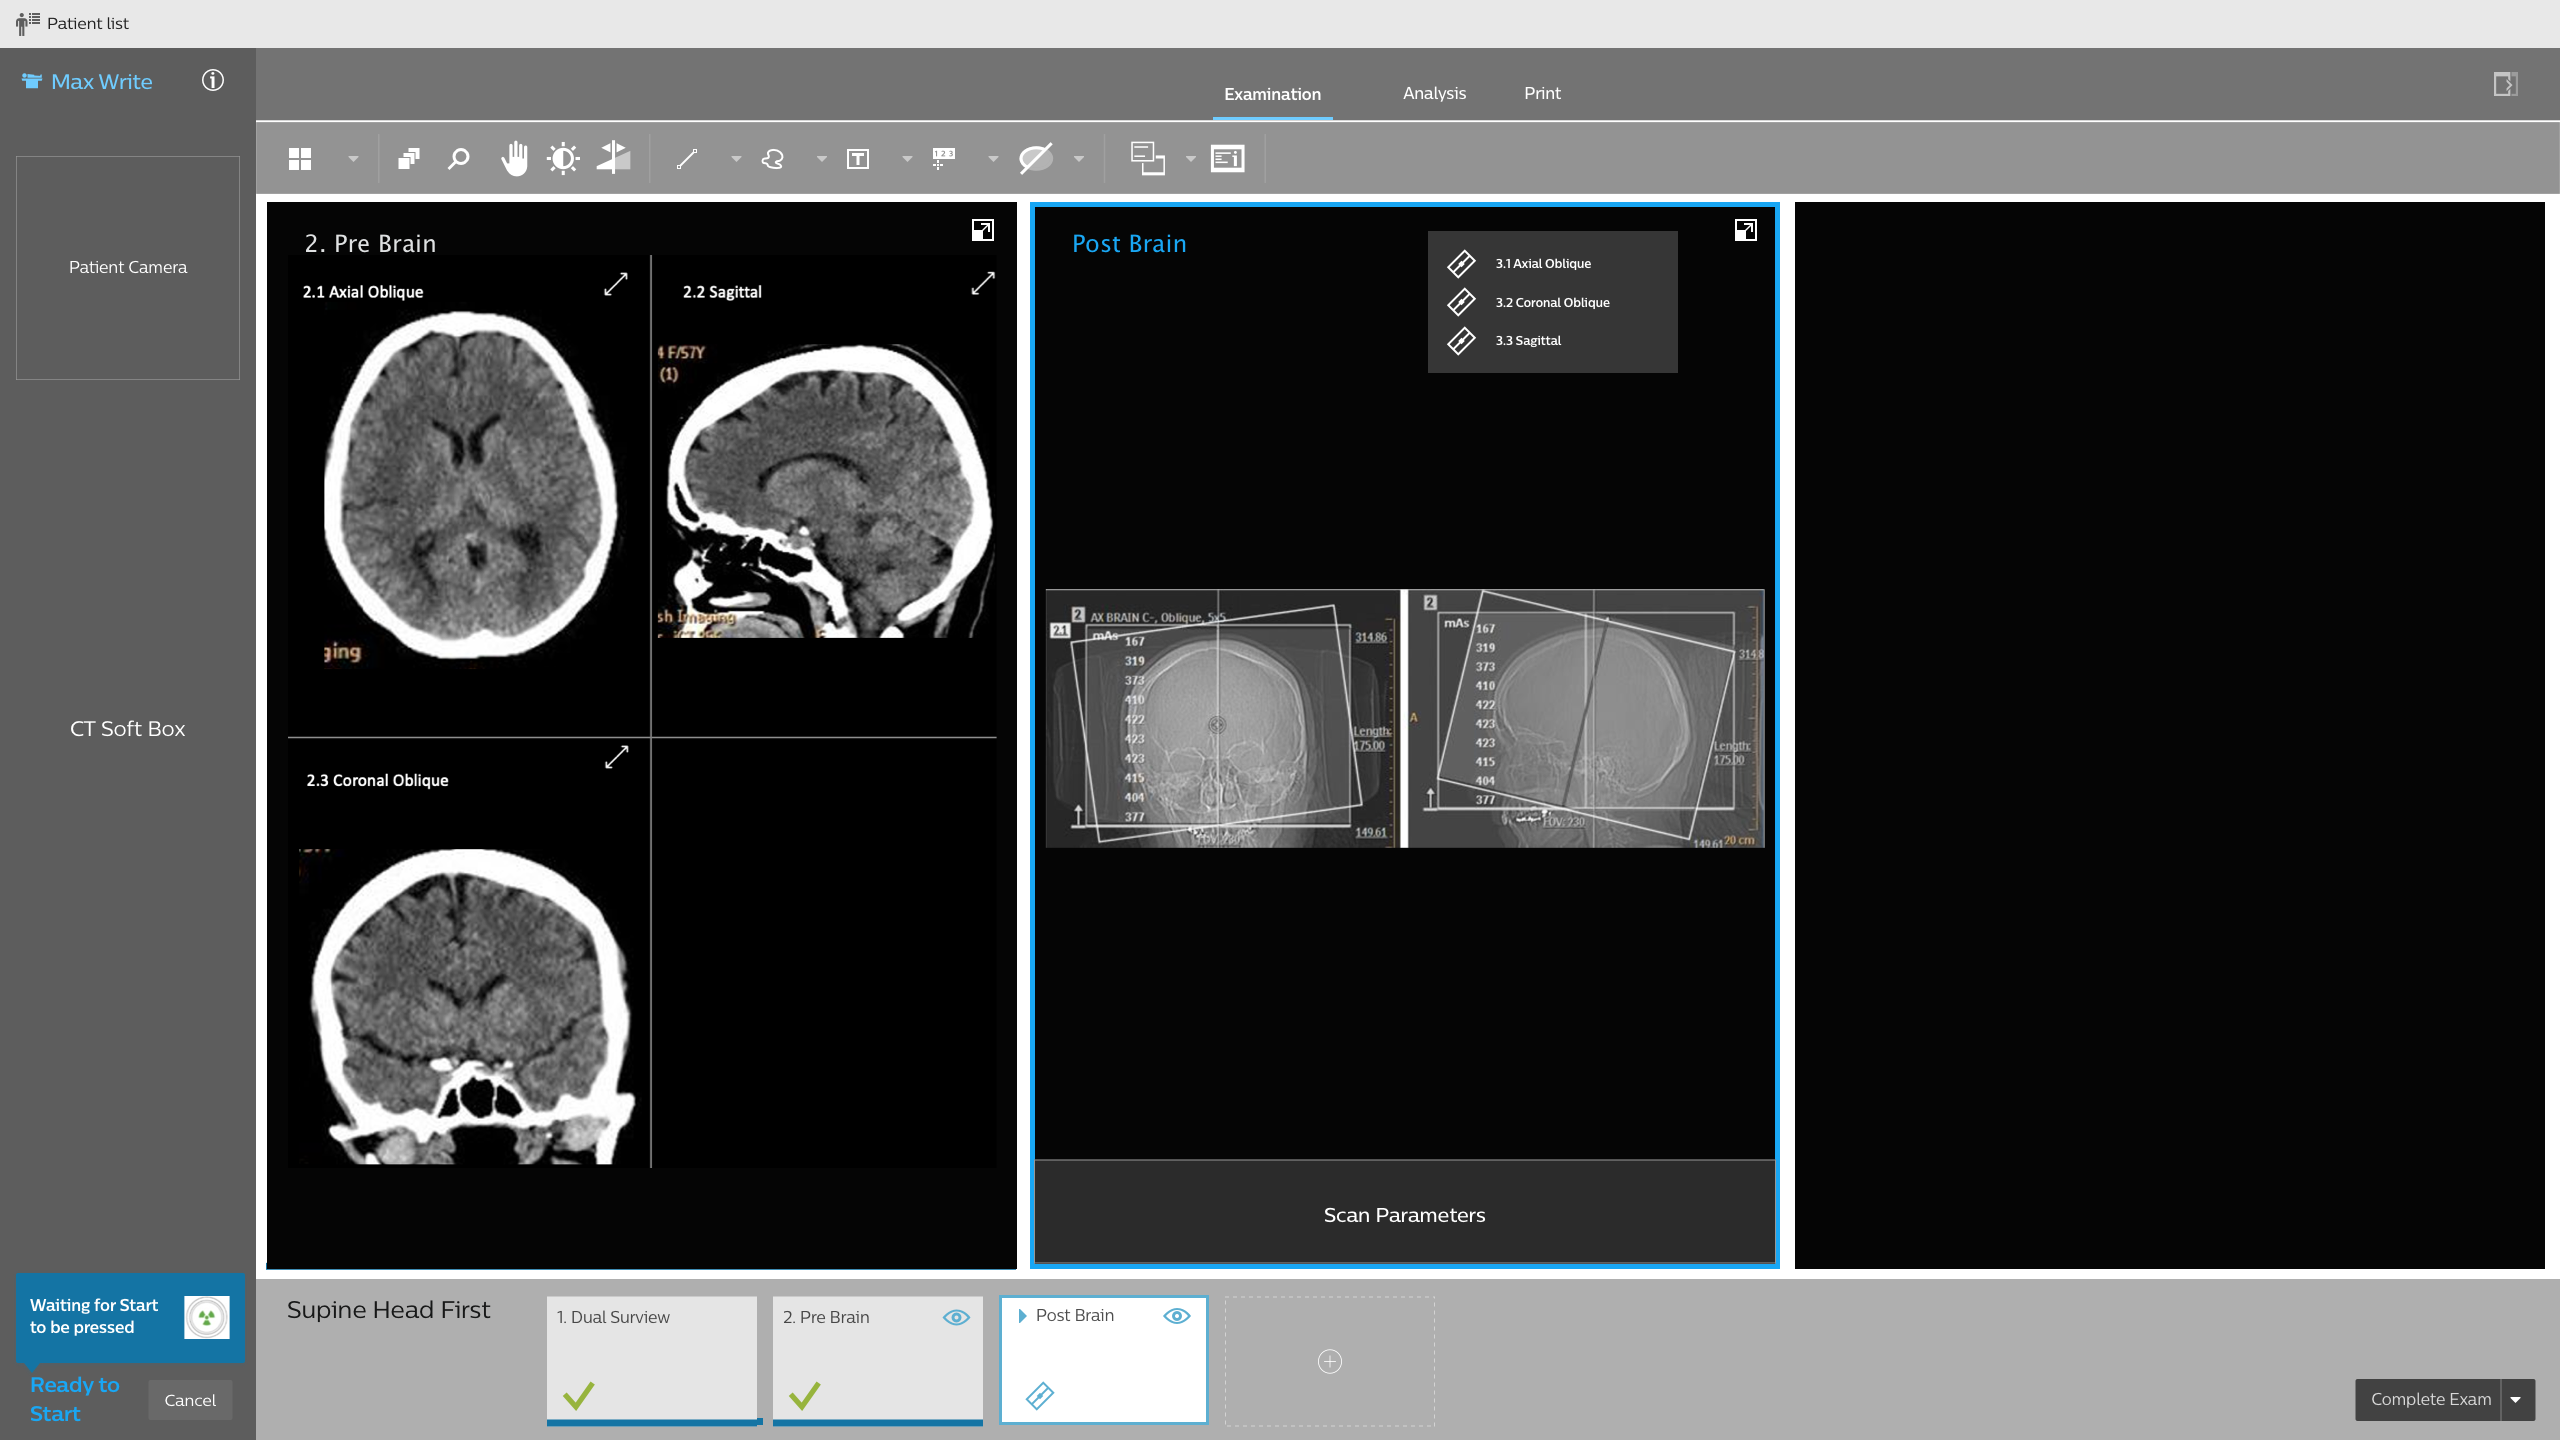 Patient list
Max Write
Examination
Analysis
Print
Patient Camera
CT Soft Box
2. Pre Brain
2.1 Axial Oblique
2.2 Sagittal
4 F/57Y
(1)
sh Imaging
ging
2.3 Coronal Oblique
Post Brain
3.1 Axial Oblique
3.2 Coronal Oblique
3.3 Sagittal
2 AX BRAIN C-, Oblique, 5x5
2.1
mAs
167
319
373
410
422
423
423
415
404
377
314.86
Length:
175.00
149.61
FOV: 230
2
mAs
167
319
373
410
422
423
423
415
404
377
314.8
A
Length:
175.00
FOV: 230
149.61
20 cm
Scan Parameters
Waiting for Start
to be pressed
Ready to
Start
Cancel
Supine Head First
1. Dual Surview
2. Pre Brain
Post Brain
Complete Exam